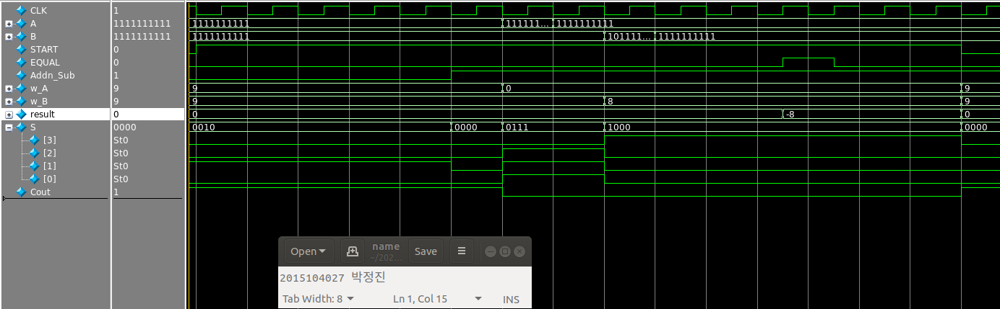 CLK 1
A 1111111111 1111111111 111111... 1111111111
B 1111111111 1111111111 101111... 1111111111
START 0
EQUAL 0
Addn_Sub 1
w_A 9 9 0 9
w_B 9 9 8 9
result 0 0 -8 0
S 0000 0010 0000 0111 1000 0000
[3] St0
[2] St0
[1] St0
[0] St0
Cout 1
Open name Save
~/202...
2015104027 박정진
Tab Width: 8 Ln 1, Col 15 INS